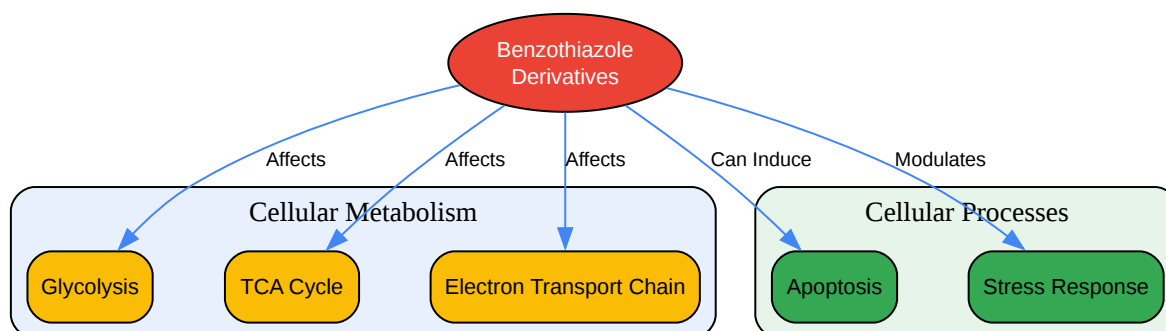 Benzothiazole
Derivatives
Affects
Affects
Affects
Can Induce
Modulates
Cellular Metabolism
Cellular Processes
Glycolysis
TCA Cycle
Electron Transport Chain
Apoptosis
Stress Response